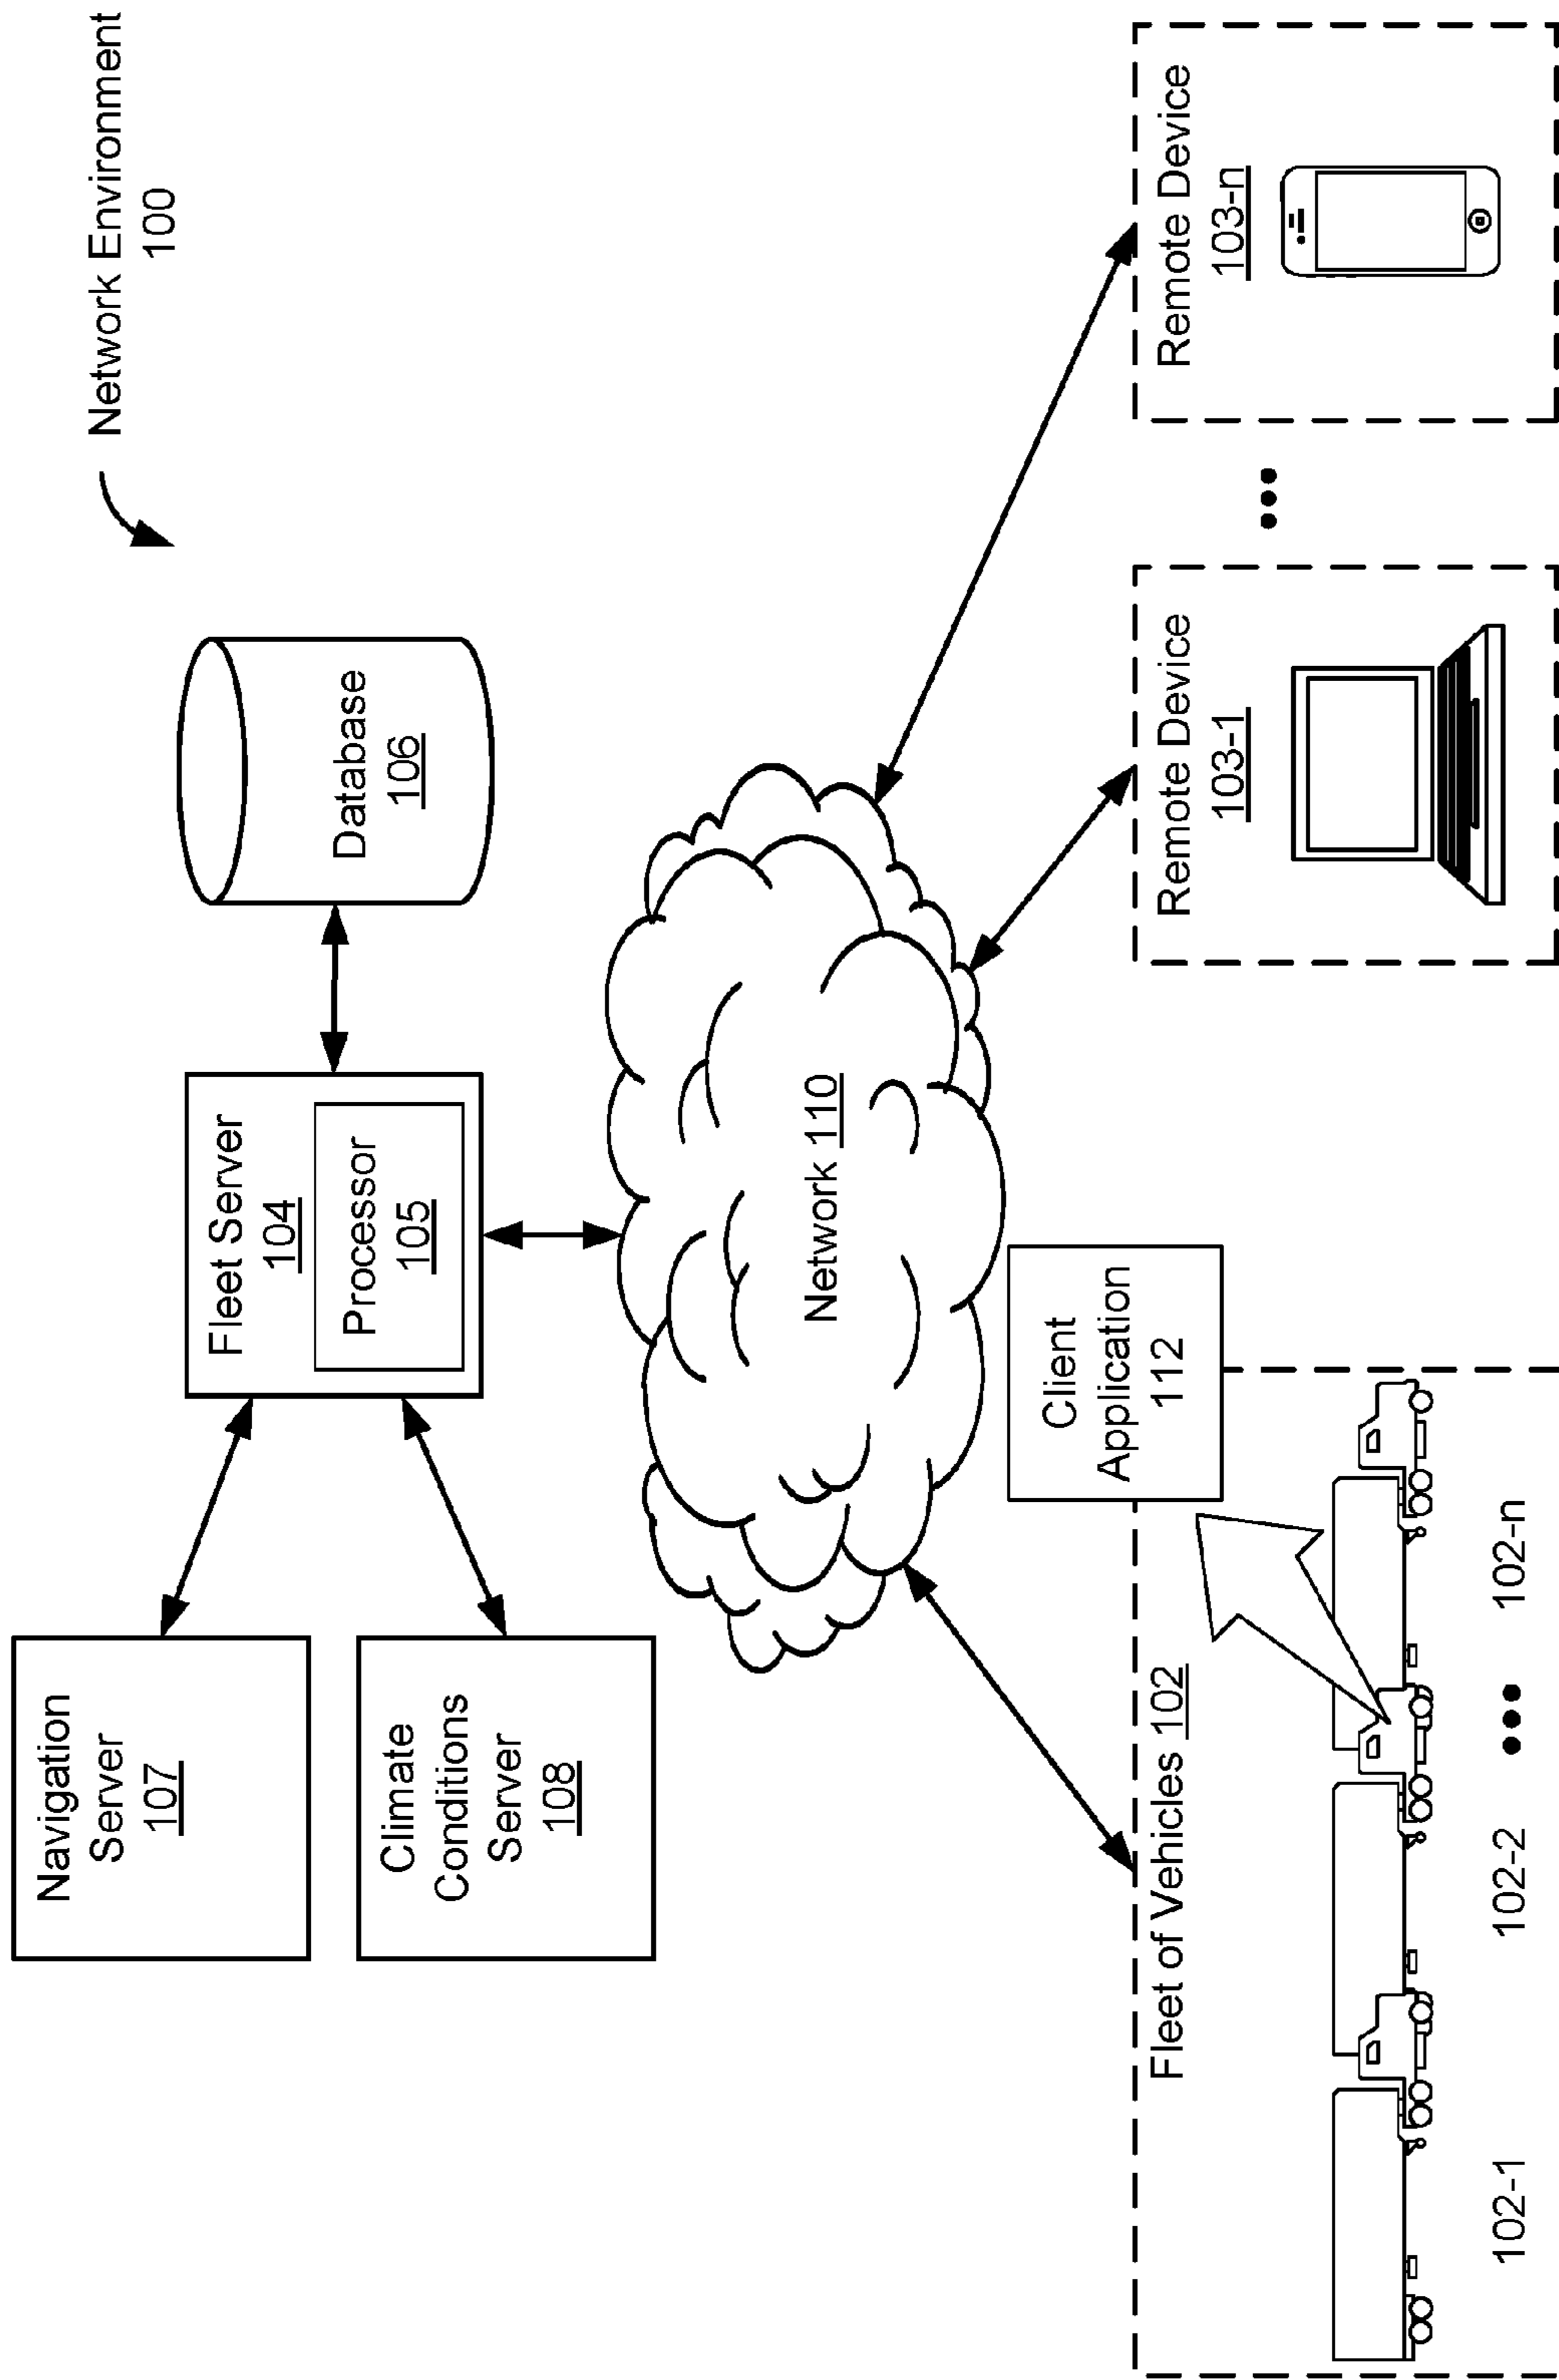 Network Environment
100
Navigation
Server
107
Climate
Conditions
Server
108
Fleet Server
104
Processor
105
Database
106
Network 110
Client
Application
112
Fleet of Vehicles 102
102-1
102-2
102-n
Remote Device
103-1
Remote Device
103-n